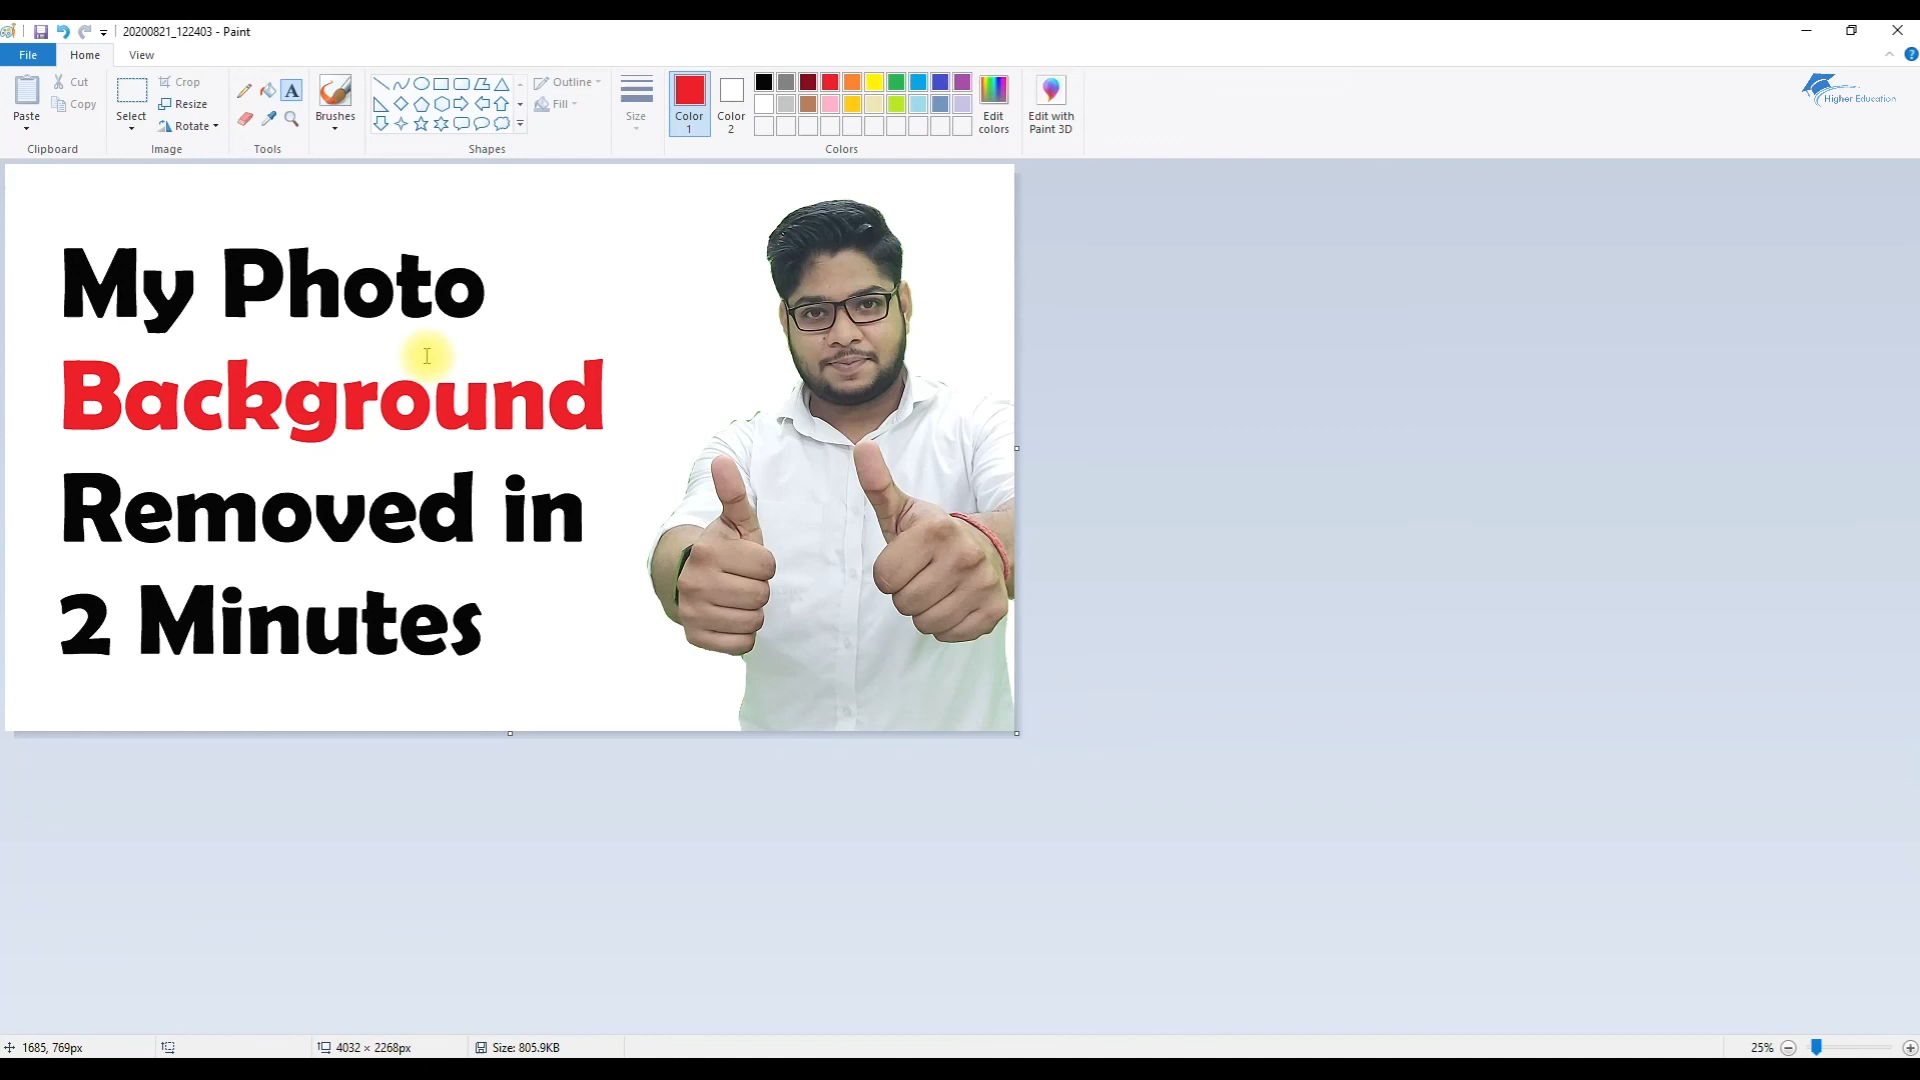 20200821_122403 - Paint
File Home View
Paste
Cut
Copy
Clipboard
Select
Crop
Resize
Rotate
Image
Tools
Brushes
Shapes
Outline
Fill
Size
Color
1
Color
2
Colors
Edit
colors
Edit with
Paint 3D
Higher Education
My Photo
Background
Removed in
2 Minutes
1685, 769px
4032 × 2268px
Size: 805.9KB
25%